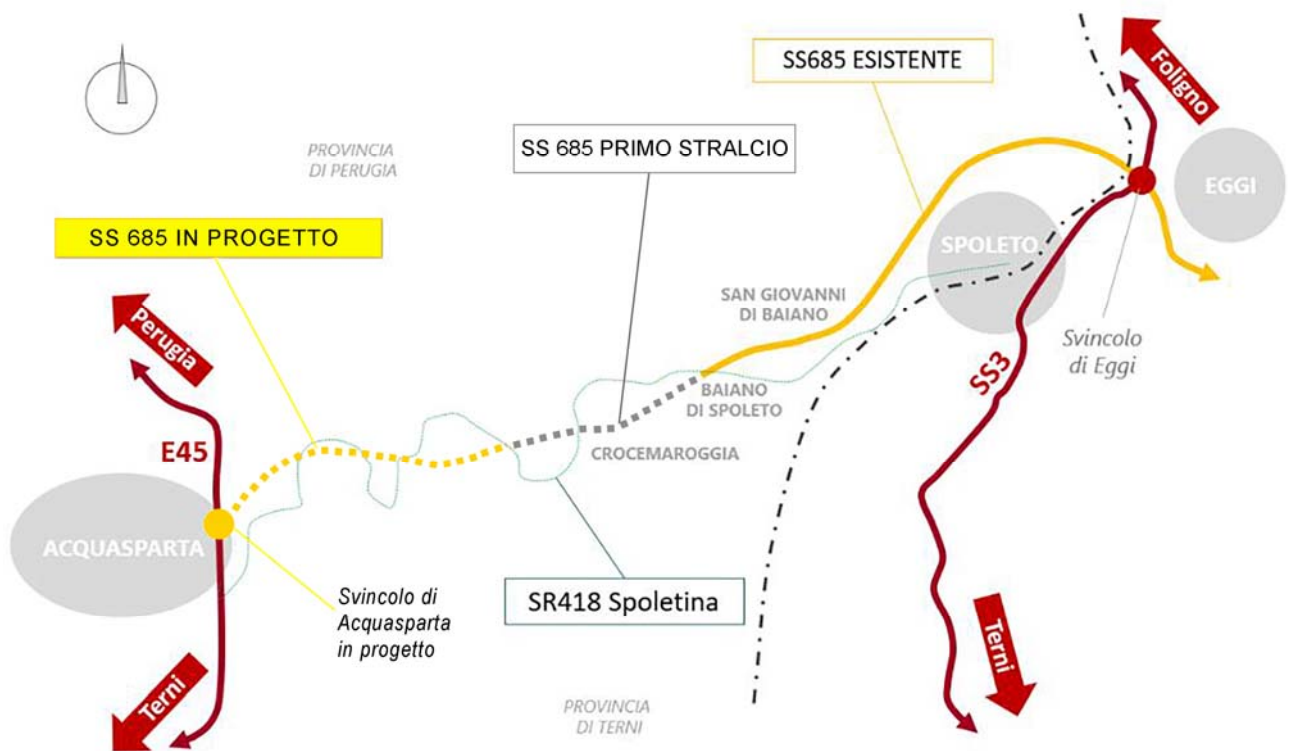 SS685 ESISTENTE
Foligno
SS 685 PRIMO STRALCIO
PROVINCIA
DI PERUGIA
EGGI
SS 685 IN PROGETTO
SPOLETO
SAN GIOVANNI
DI BAIANO
Svincolo
di Eggi
Perugia
SS3
BAIANO
DI SPOLETO
E45
CROCEMAROGGIA
ACQUASPARTA
SR418 Spoletina
Svincolo di
Acquasparta
in progetto
Terni
Terni
PROVINCIA
DI TERNI